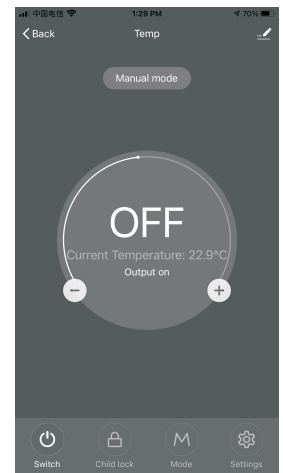 中国电信 1:29 PM 70%
Back Temp
Manual mode
OFF
Current Temperature: 22.9°C
Output on
Switch Child lock Mode Settings